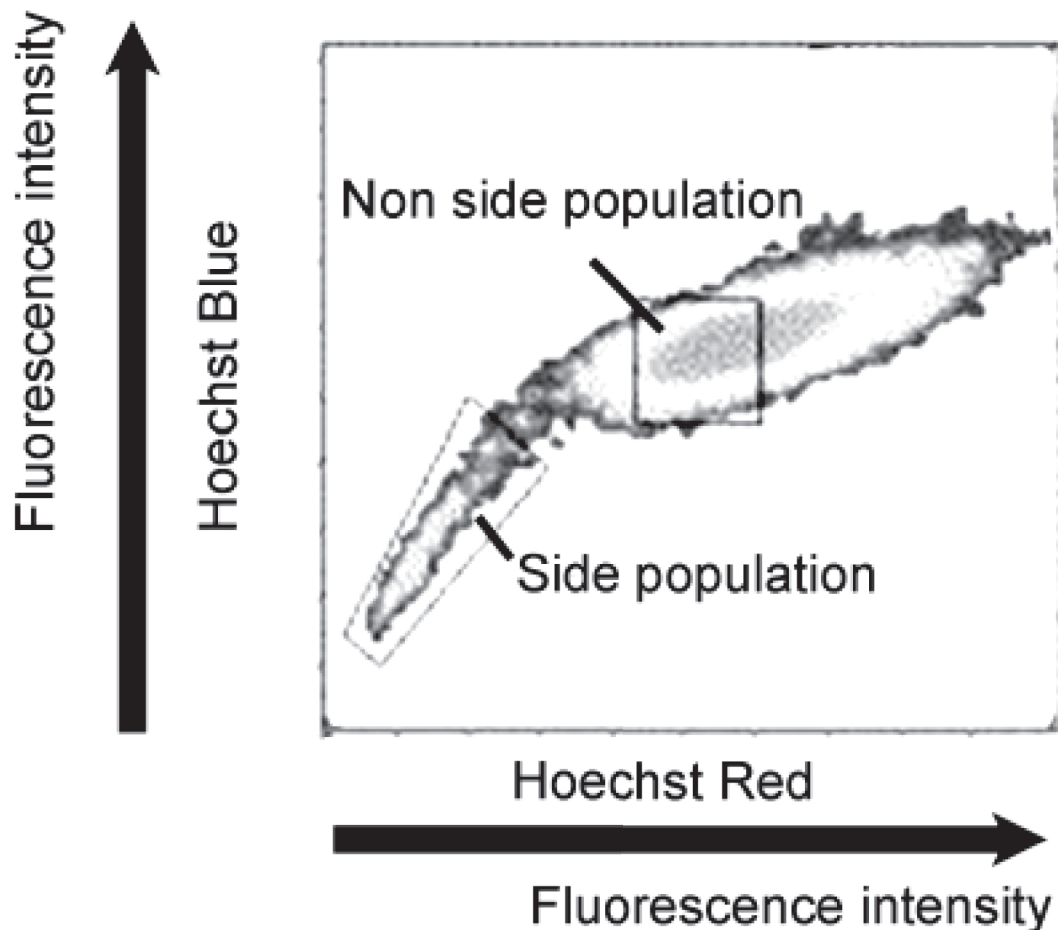 Fluorescence intensity
Hoechst Blue
Non side population
Side population
Hoechst Red
Fluorescence intensity